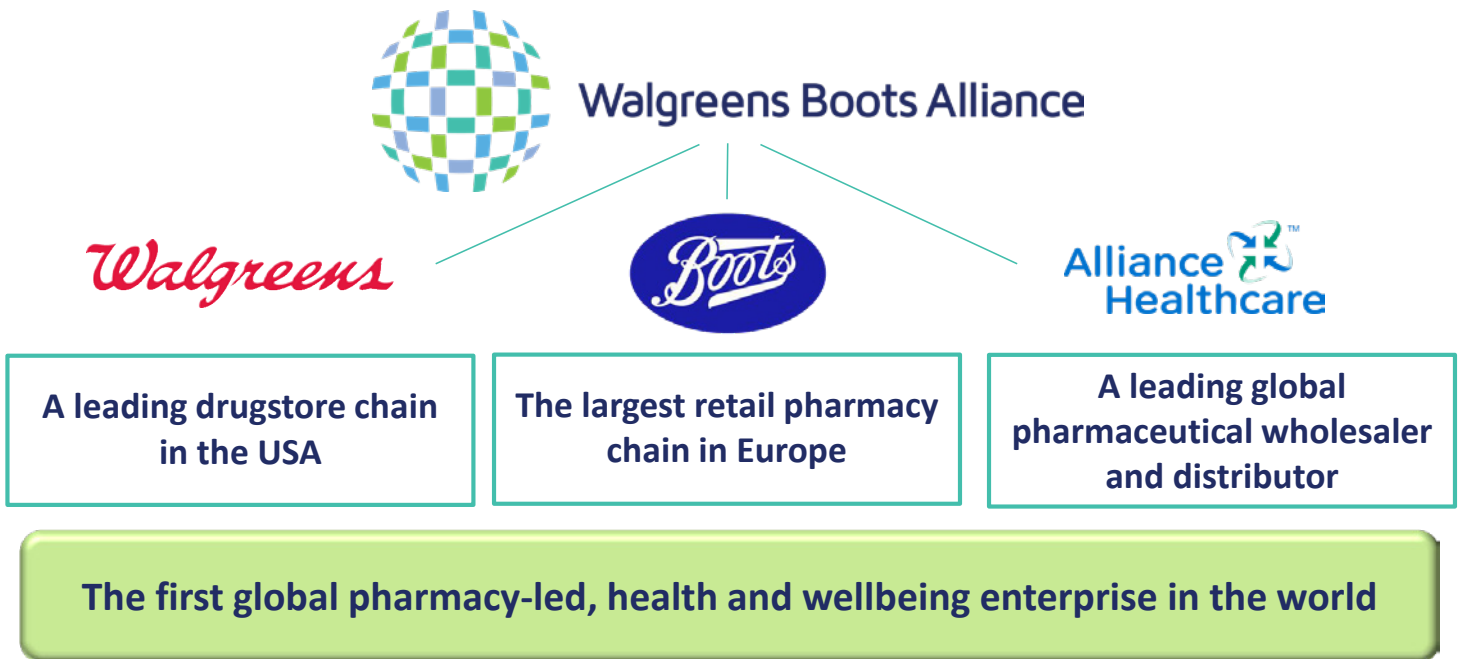 Walgreens Boots Alliance
Walgreens
Boots
Alliance
Healthcare
TM
A leading drugstore chain
in the USA
The largest retail pharmacy
chain in Europe
A leading global
pharmaceutical wholesaler
and distributor
The first global pharmacy-led, health and wellbeing enterprise in the world